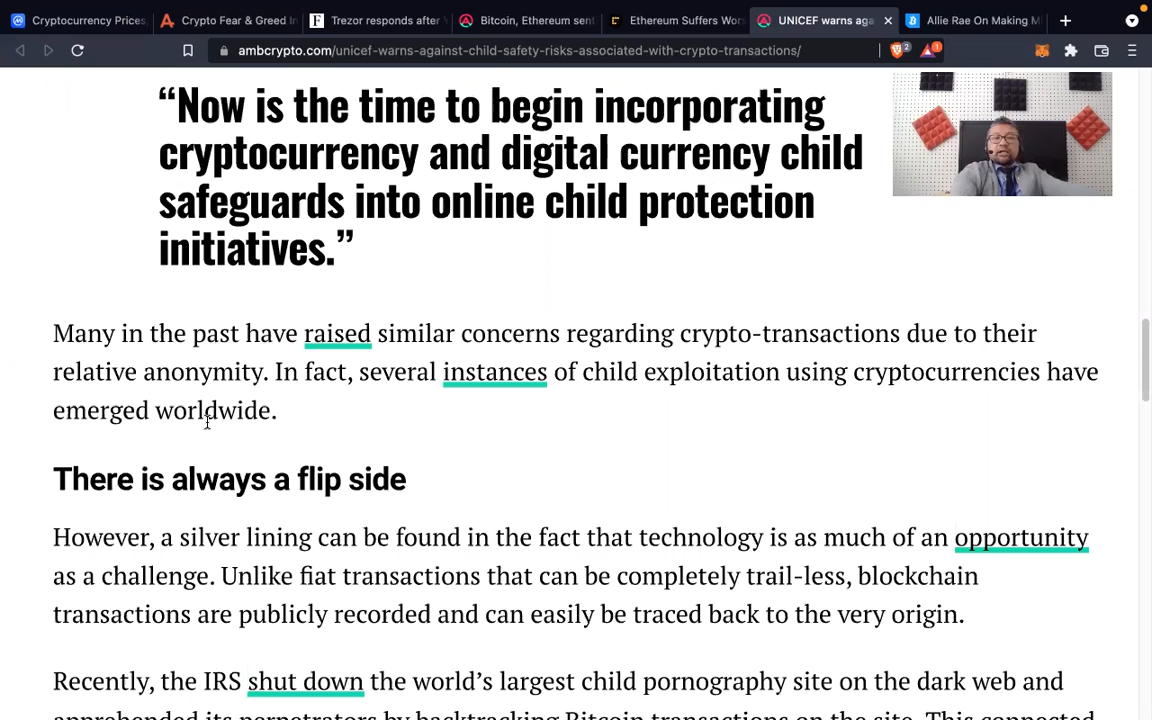 Cryptocurrency Prices,
Crypto Fear & Greed In
Trezor responds after
Bitcoin, Ethereum sent
Ethereum Suffers Wor
UNICEF warns aga
Allie Rae On Making M
ambcrypto.com/unicef-warns-against-child-safety-risks-associated-with-crypto-transactions/
2
1
“Now is the time to begin incorporating
cryptocurrency and digital currency child
safeguards into online child protection
initiatives.”
Many in the past have raised similar concerns regarding crypto-transactions due to their
relative anonymity. In fact, several instances of child exploitation using cryptocurrencies have
emerged worldwide.
There is always a flip side
However, a silver lining can be found in the fact that technology is as much of an opportunity
as a challenge. Unlike fiat transactions that can be completely trail-less, blockchain
transactions are publicly recorded and can easily be traced back to the very origin.
Recently, the IRS shut down the world’s largest child pornography site on the dark web and
apprehended its perpetrators by backtracking Bitcoin transactions on the site. This connected